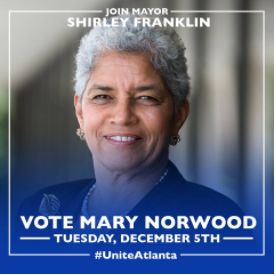 JOIN MAYOR
SHIRLEY FRANKLIN
VOTE MARY NORWOOD
TUESDAY, DECEMBER 5TH
#UniteAtlanta